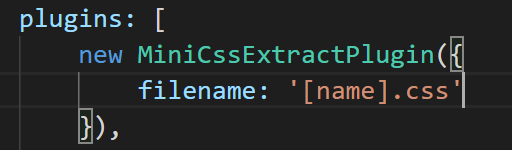 plugins: [
new MiniCssExtractPlugin({
filename: '[name].css'
}),